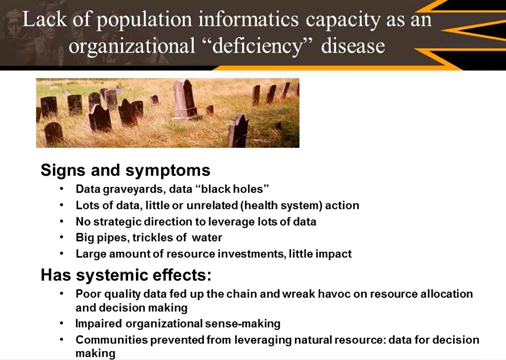 Lack of population informatics capacity as an
organizational “deficiency” disease
Signs and symptoms
• Data graveyards, data “black holes”
• Lots of data, little or unrelated (health system) action
• No strategic direction to leverage lots of data
• Big pipes, trickles of water
• Large amount of resource investments, little impact
Has systemic effects:
• Poor quality data fed up the chain and wreak havoc on resource allocation
and decision making
• Impaired organizational sense-making
• Communities prevented from leveraging natural resource: data for decision
making